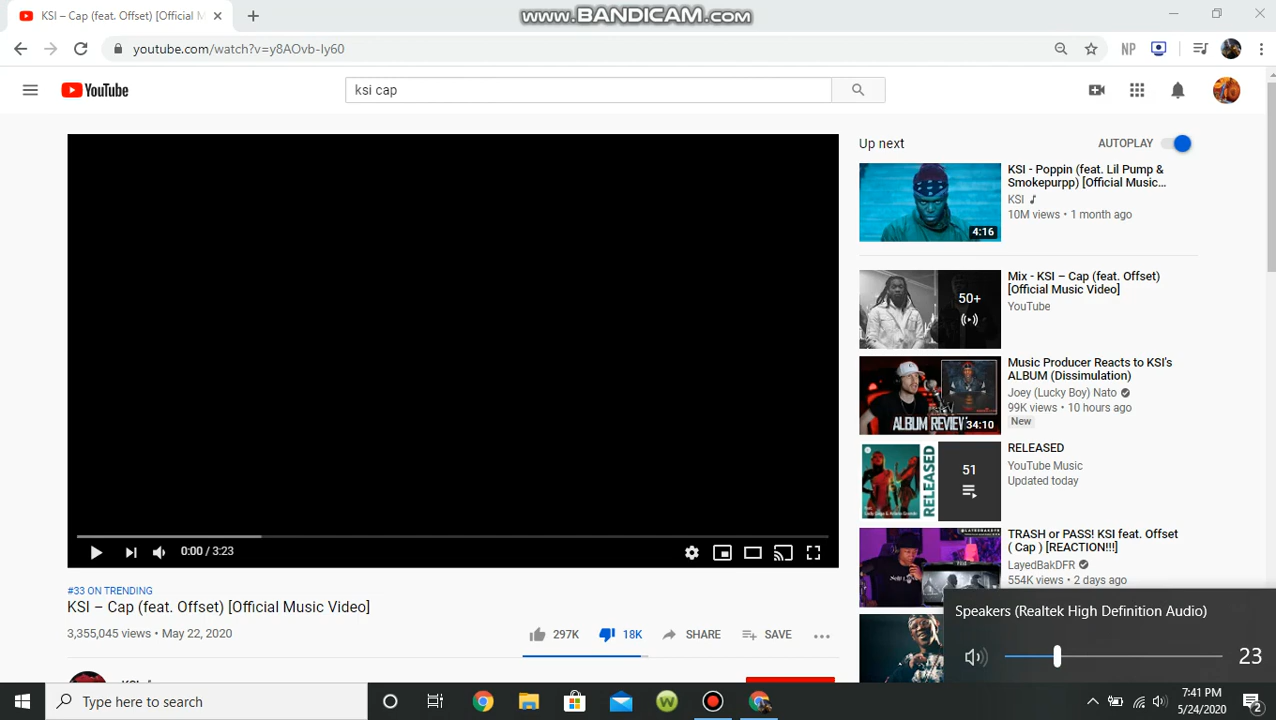 KSI – Cap (feat. Offset) [Official M
www.BANDICAM.com
youtube.com/watch?v=y8AOvb-Iy60
NP
YouTube
ksi cap
Up next
AUTOPLAY
KSI - Poppin (feat. Lil Pump &
Smokepurpp) [Official Music...
KSI
10M views • 1 month ago
4:16
Mix - KSI – Cap (feat. Offset)
[Official Music Video]
YouTube
50+
Music Producer Reacts to KSI's
ALBUM (Dissimulation)
Joey (Lucky Boy) Nato
99K views • 10 hours ago
New
ALBUM REVIEW
34:10
RELEASED
YouTube Music
Updated today
RELEASED
51
TRASH or PASS! KSI feat. Offset
( Cap ) [REACTION!!!]
LayedBakDFR
554K views • 2 days ago
0:00 / 3:23
#33 ON TRENDING
KSI – Cap (feat. Offset) [Official Music Video]
3,355,045 views • May 22, 2020
297K
18K
SHARE
SAVE
Speakers (Realtek High Definition Audio)
23
Type here to search
7:41 PM
5/24/2020
2